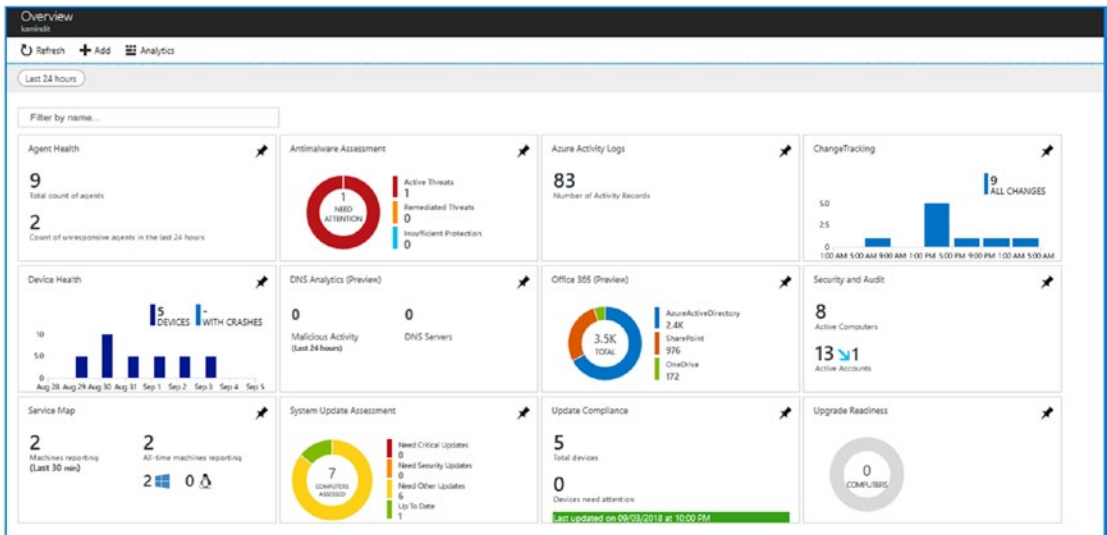 Overview
kamindit
Refresh Add Analytics
Last 24 hours
Filter by name...
Agent Health
9
Total count of agents
2
Count of unresponsive agents in the last 24 hours
Antimalware Assessment
1
NEED
ATTENTION
Active Threats
1
Remediated Threats
0
Insufficient Protection
0
Azure Activity Logs
83
Number of Activity Records
ChangeTracking
9
ALL CHANGES
5.0
2.5
0
1:00 AM 5:00 AM 9:00 AM 1:00 PM 5:00 PM 9:00 PM 1:00 AM 5:00 AM
Device Health
5
DEVICES
-
WITH CRASHES
10
5.0
0
Aug 28 Aug 29 Aug 30 Aug 31 Sep 1 Sep 2 Sep 3 Sep 4 Sep 5
DNS Analytics (Preview)
0
Malicious Activity
(Last 24 hours)
0
DNS Servers
Office 365 (Preview)
3.5K
TOTAL
AzureActiveDirectory
2.4K
SharePoint
976
OneDrive
172
Security and Audit
8
Active Computers
13 1
Active Accounts
Service Map
2
Machines reporting
(Last 30 min)
2
All-time machines reporting
2 0
System Update Assessment
7
COMPUTERS
ASSESSED
Need Critical Updates
0
Need Security Updates
0
Need Other Updates
6
Up To Date
1
Update Compliance
5
Total devices
0
Devices need attention
Last updated on 09/03/2018 at 10:00 PM
Upgrade Readiness
0
COMPUTERS